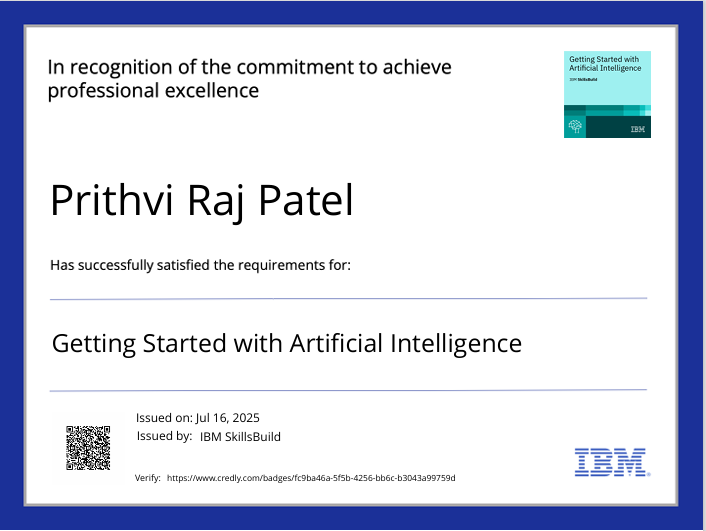 In recognition of the commitment to achieve
professional excellence
Getting Started with
Artificial Intelligence
IBM SkillsBuild
IBM
Prithvi Raj Patel
Has successfully satisfied the requirements for:
Getting Started with Artificial Intelligence
Issued on: Jul 16, 2025
Issued by: IBM SkillsBuild
Verify: https://www.credly.com/badges/fc9ba46a-5f5b-4256-bb6c-b3043a99759d
IBM